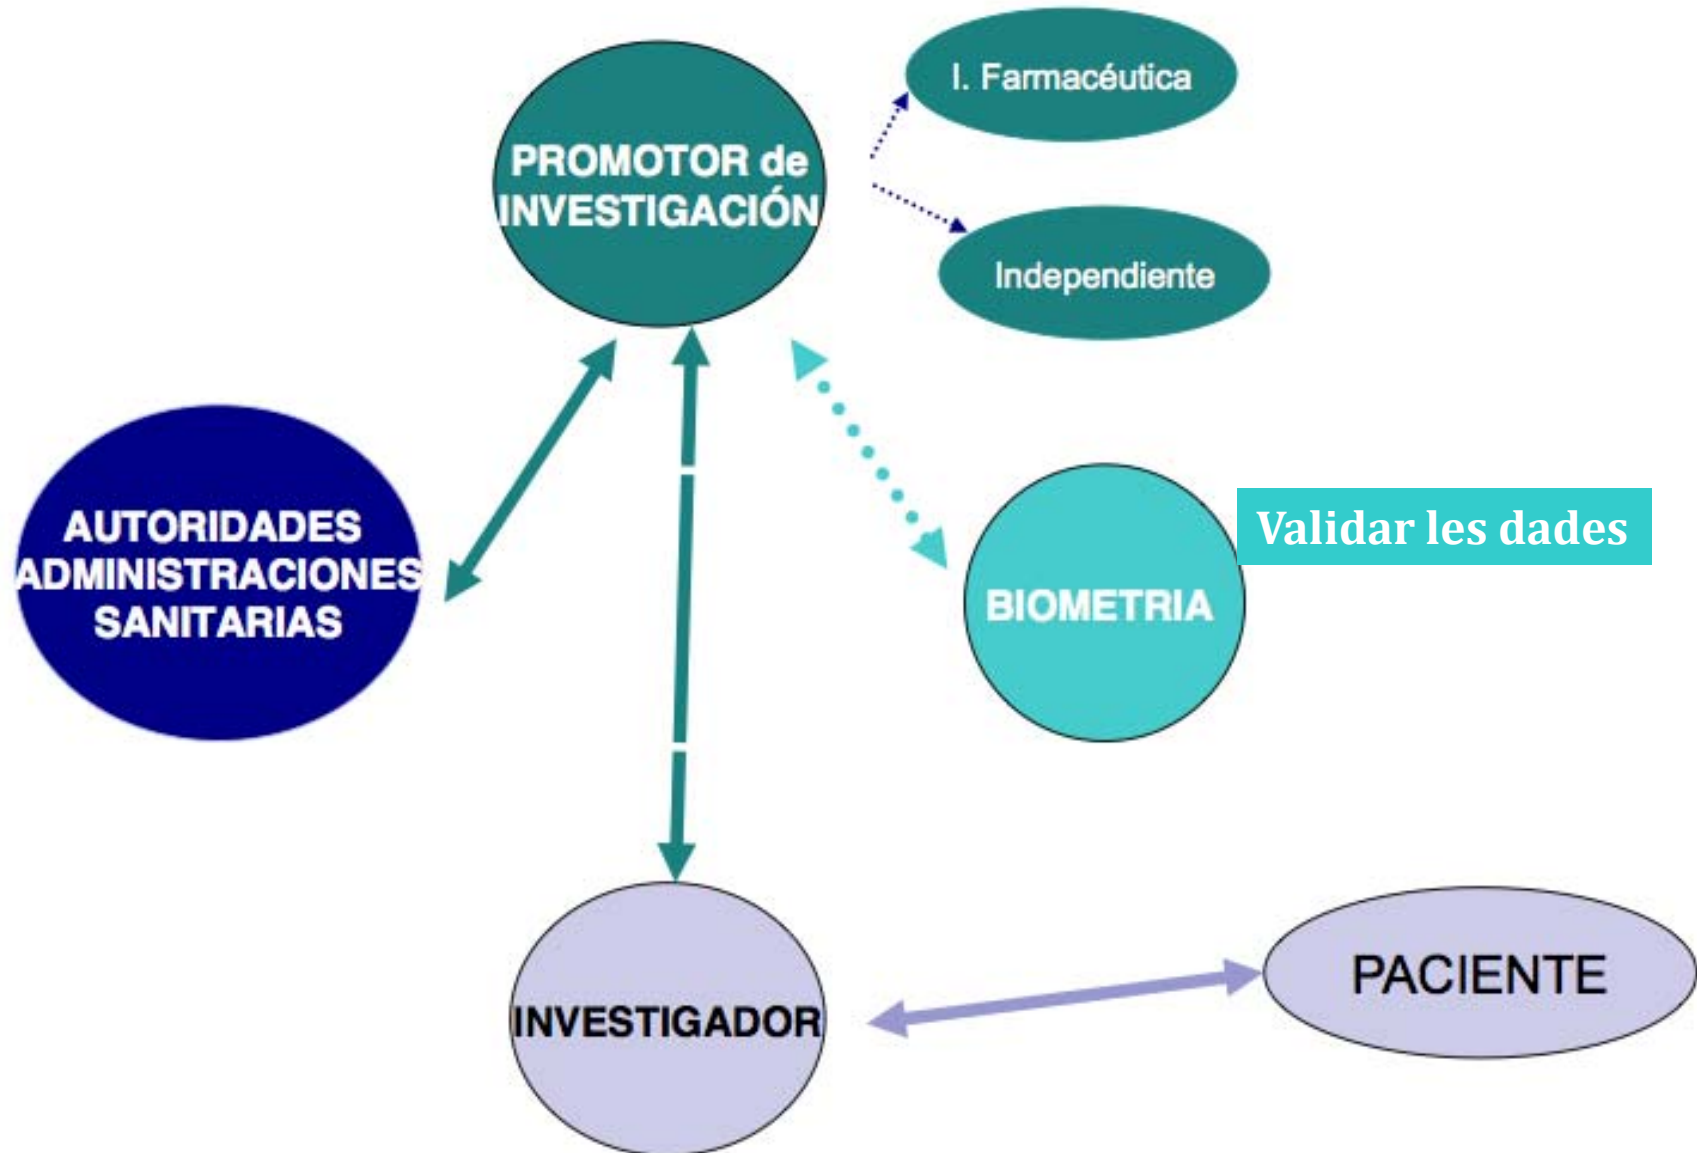 I. Farmacéutica
PROMOTOR de
INVESTIGACIÓN
Independiente
AUTORIDADES
ADMINISTRACIONES
SANITARIAS
Validar les dades
BIOMETRIA
PACIENTE
INVESTIGADOR